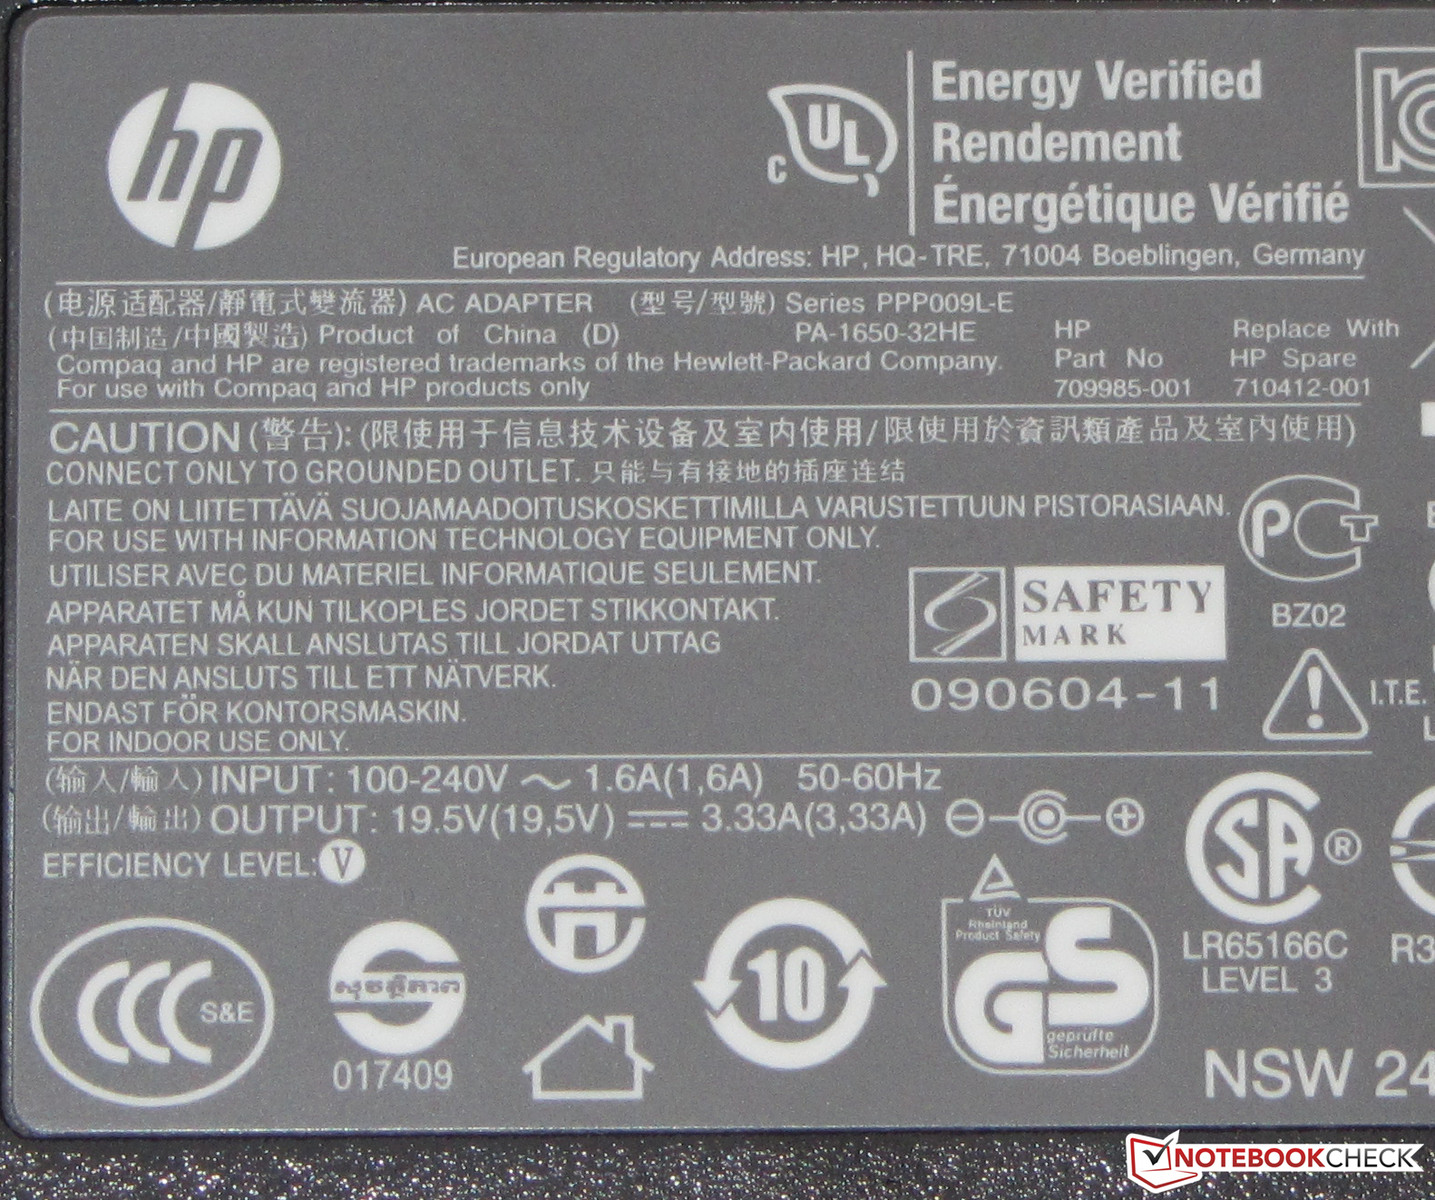 hp
c UL
Energy Verified
Rendement
Énergétique Vérifié
European Regulatory Address: HP, HQ-TRE, 71004 Boeblingen, Germany
(电源适配器/靜電式變流器) AC ADAPTER (型号/型號) Series PPP009L-E
(中国制造/中國製造) Product of China (D) PA-1650-32HE
Compaq and HP are registered trademarks of the Hewlett-Packard Company.
For use with Compaq and HP products only
HP
Part No
709985-001
Replace With
HP Spare
710412-001
CAUTION (警告): (限使用于信息技术设备及室内使用/限使用於資訊類產品及室內使用)
CONNECT ONLY TO GROUNDED OUTLET. 只能与有接地的插座连结
LAITE ON LIITETTÄVÄ SUOJAMAADOITUSKOSKETTIMILLA VARUSTETTUUN PISTORASIAAN.
FOR USE WITH INFORMATION TECHNOLOGY EQUIPMENT ONLY.
UTILISER AVEC DU MATERIEL INFORMATIQUE SEULEMENT.
APPARATET MÅ KUN TILKOPLES JORDET STIKKONTAKT.
APPARATEN SKALL ANSLUTAS TILL JORDAT UTTAG
NÄR DEN ANSLUTS TILL ETT NÄTVERK.
ENDAST FÖR KONTORSMASKIN.
FOR INDOOR USE ONLY.
SAFETY
MARK
090604-11
PCT
BZ02
I.T.E.
(输入/輸入) INPUT: 100-240V ~ 1.6A(1,6A) 50-60Hz
(输出/輸出) OUTPUT: 19.5V(19,5V) ⎓ 3.33A(3,33A)
EFFICIENCY LEVEL: V
CCC S&E
017409
10
TÜV
Rheinland
Product Safety
GS
geprüfte
Sicherheit
SA ®
LR65166C
LEVEL 3
R3
NSW 24
NOTEBOOKCHECK